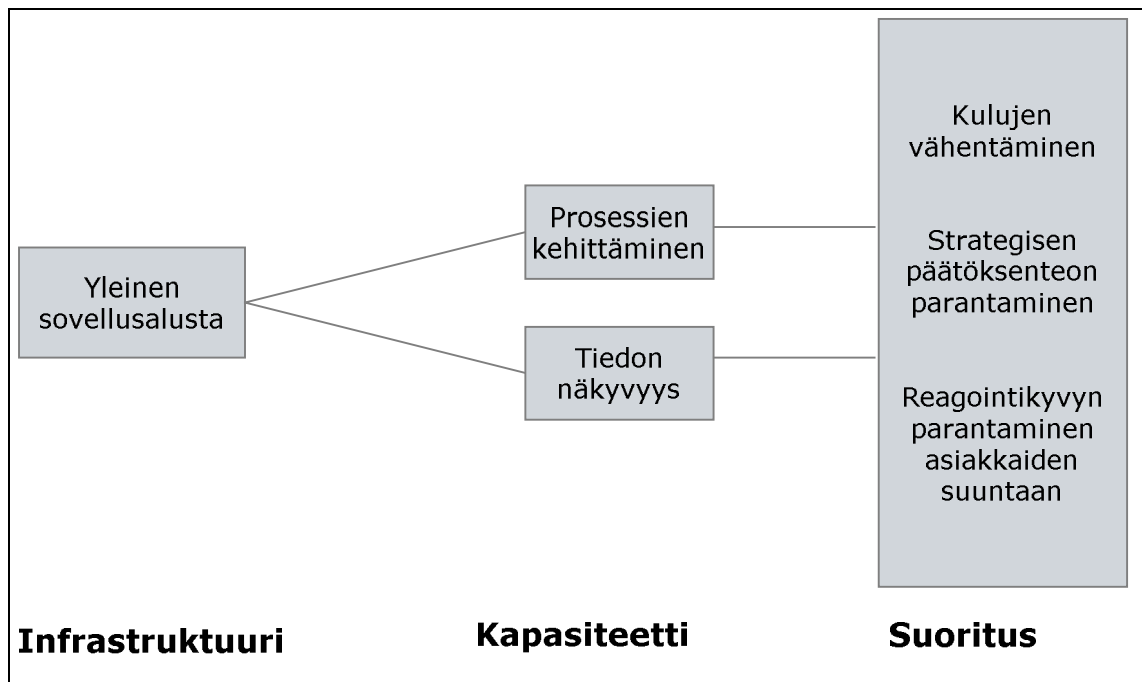 Yleinen
sovellusalusta
Prosessien
kehittäminen
Tiedon
näkyvyys
Kulujen
vähentäminen
Strategisen
päätöksenteon
parantaminen
Reagointikyvyn
parantaminen
asiakkaiden
suuntaan
Infrastruktuuri
Kapasiteetti
Suoritus